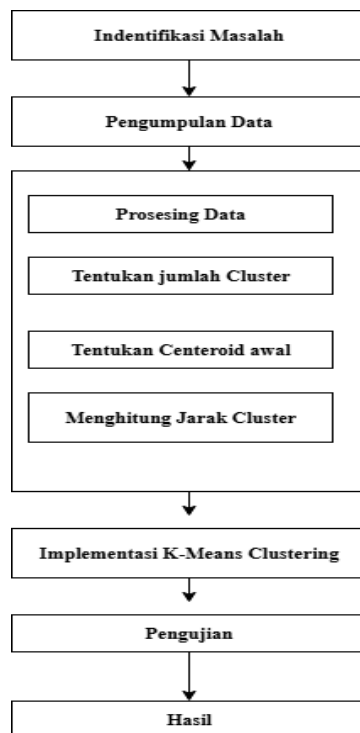 Indentifikasi Masalah
Pengumpulan Data
Prosesing Data
Tentukan jumlah Cluster
Tentukan Centeroid awal
Menghitung Jarak Cluster
Implementasi K-Means Clustering
Pengujian
Hasil